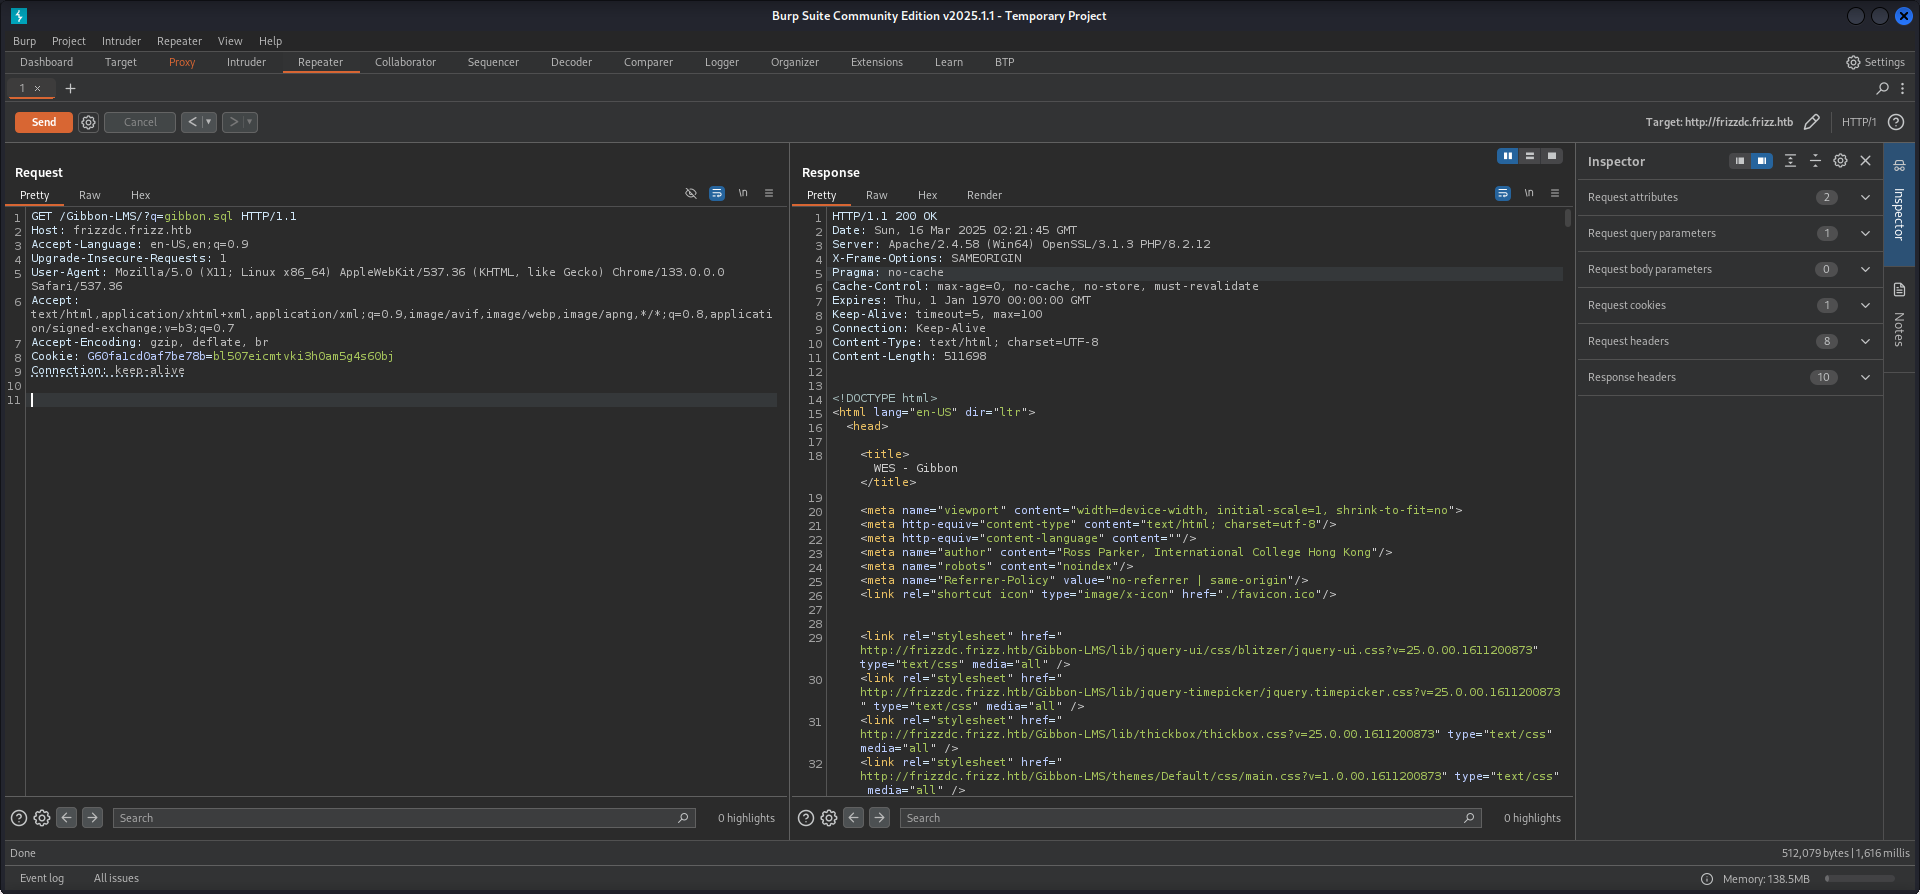 Burp Suite Community Edition v2025.1.1 - Temporary Project
Burp Project Intruder Repeater View Help
Dashboard Target Proxy Intruder Repeater Collaborator Sequencer Decoder Comparer Logger Organizer Extensions Learn BTP Settings
1 × +
Send Cancel < > Target: http://frizzdc.frizz.htb HTTP/1
Request
Pretty Raw Hex \n
1 GET /Gibbon-LMS/?q=gibbon.sql HTTP/1.1
2 Host: frizzdc.frizz.htb
3 Accept-Language: en-US,en;q=0.9
4 Upgrade-Insecure-Requests: 1
5 User-Agent: Mozilla/5.0 (X11; Linux x86_64) AppleWebKit/537.36 (KHTML, like Gecko) Chrome/133.0.0.0
Safari/537.36
6 Accept:
text/html,application/xhtml+xml,application/xml;q=0.9,image/avif,image/webp,image/apng,*/*;q=0.8,applicati
on/signed-exchange;v=b3;q=0.7
7 Accept-Encoding: gzip, deflate, br
8 Cookie: G60fa1cd0af7be78b=bl507eicmtvki3h0am5g4s60bj
9 Connection: keep-alive
10
11
Search 0 highlights
Response
Pretty Raw Hex Render \n
1 HTTP/1.1 200 OK
2 Date: Sun, 16 Mar 2025 02:21:45 GMT
3 Server: Apache/2.4.58 (Win64) OpenSSL/3.1.3 PHP/8.2.12
4 X-Frame-Options: SAMEORIGIN
5 Pragma: no-cache
6 Cache-Control: max-age=0, no-cache, no-store, must-revalidate
7 Expires: Thu, 1 Jan 1970 00:00:00 GMT
8 Keep-Alive: timeout=5, max=100
9 Connection: Keep-Alive
10 Content-Type: text/html; charset=UTF-8
11 Content-Length: 511698
12
13
14 <!DOCTYPE html>
15 <html lang="en-US" dir="ltr">
16 <head>
17
18 <title>
WES - Gibbon
</title>
19
20 <meta name="viewport" content="width=device-width, initial-scale=1, shrink-to-fit=no">
21 <meta http-equiv="content-type" content="text/html; charset=utf-8"/>
22 <meta http-equiv="content-language" content=""/>
23 <meta name="author" content="Ross Parker, International College Hong Kong"/>
24 <meta name="robots" content="noindex"/>
25 <meta name="Referrer-Policy" value="no-referrer | same-origin"/>
26 <link rel="shortcut icon" type="image/x-icon" href="./favicon.ico"/>
27
28
29 <link rel="stylesheet" href="
http://frizzdc.frizz.htb/Gibbon-LMS/lib/jquery-ui/css/blitzer/jquery-ui.css?v=25.0.00.1611200873"
type="text/css" media="all" />
30 <link rel="stylesheet" href="
http://frizzdc.frizz.htb/Gibbon-LMS/lib/jquery-timepicker/jquery.timepicker.css?v=25.0.00.1611200873
" type="text/css" media="all" />
31 <link rel="stylesheet" href="
http://frizzdc.frizz.htb/Gibbon-LMS/lib/thickbox/thickbox.css?v=25.0.00.1611200873" type="text/css"
media="all" />
32 <link rel="stylesheet" href="
http://frizzdc.frizz.htb/Gibbon-LMS/themes/Default/css/main.css?v=1.0.00.1611200873" type="text/css"
media="all" />
Search 0 highlights
Inspector
Request attributes 2
Request query parameters 1
Request body parameters 0
Request cookies 1
Request headers 8
Response headers 10
Inspector
Notes
Done 512,079 bytes | 1,616 millis
Event log All issues Memory: 138.5MB